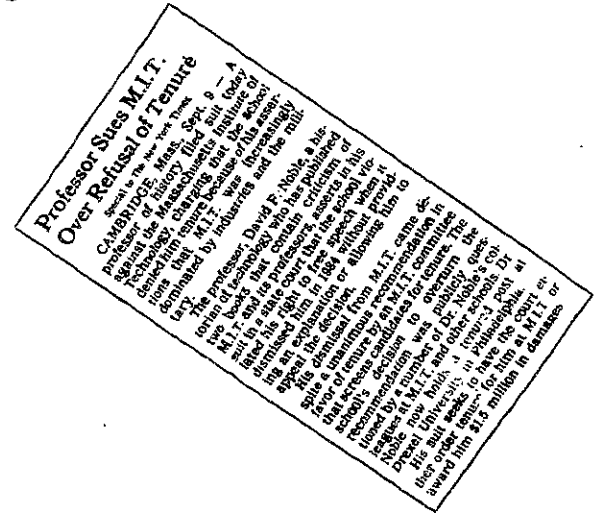 Professor Sues M.I.T.
Over Refusal of Tenure
Special to The New York Times
CAMBRIDGE, Mass., Sept. 9 — A
professor of history filed suit today
against the Massachusetts Institute of
Technology, charging that the school
denied him tenure because of his asser-
tions that M.I.T. was increasingly
dominated by industries and the mili-
tary.
The professor, David F. Noble, a his-
torian of technology who has published
two books that contain criticism of
M.I.T. and its professors, asserts in his
suit in a state court that the school vio-
lated his right to free speech when it
dismissed him in 1984 without provid-
ing an explanation or allowing him to
appeal the decision.
His dismissal from M.I.T. came de-
spite a unanimous recommendation in
favor of tenure by an M.I.T. committee
that screens candidates for tenure. The
school's decision to overturn the
recommendation was publicly ques-
tioned by a number of Dr. Noble's col-
leagues at M.I.T. and other schools. Dr
Noble now holds a tenured post at
Drexel University in Philadelphia.
His suit seeks to have the court ei-
ther order tenure for him at M.I.T or
award him $1.5 million in damages